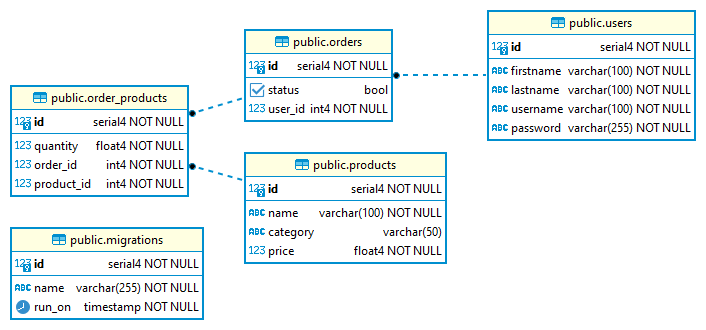 public.users
123 id serial4 NOT NULL
ABC firstname varchar(100) NOT NULL
ABC lastname varchar(100) NOT NULL
ABC username varchar(100) NOT NULL
ABC password varchar(255) NOT NULL
public.orders
123 id serial4 NOT NULL
status bool
123 user_id int4 NOT NULL
public.order_products
123 id serial4 NOT NULL
123 quantity float4 NOT NULL
123 order_id int4 NOT NULL
123 product_id int4 NOT NULL
public.products
123 id serial4 NOT NULL
ABC name varchar(100) NOT NULL
ABC category varchar(50)
123 price float4 NOT NULL
public.migrations
123 id serial4 NOT NULL
ABC name varchar(255) NOT NULL
run_on timestamp NOT NULL